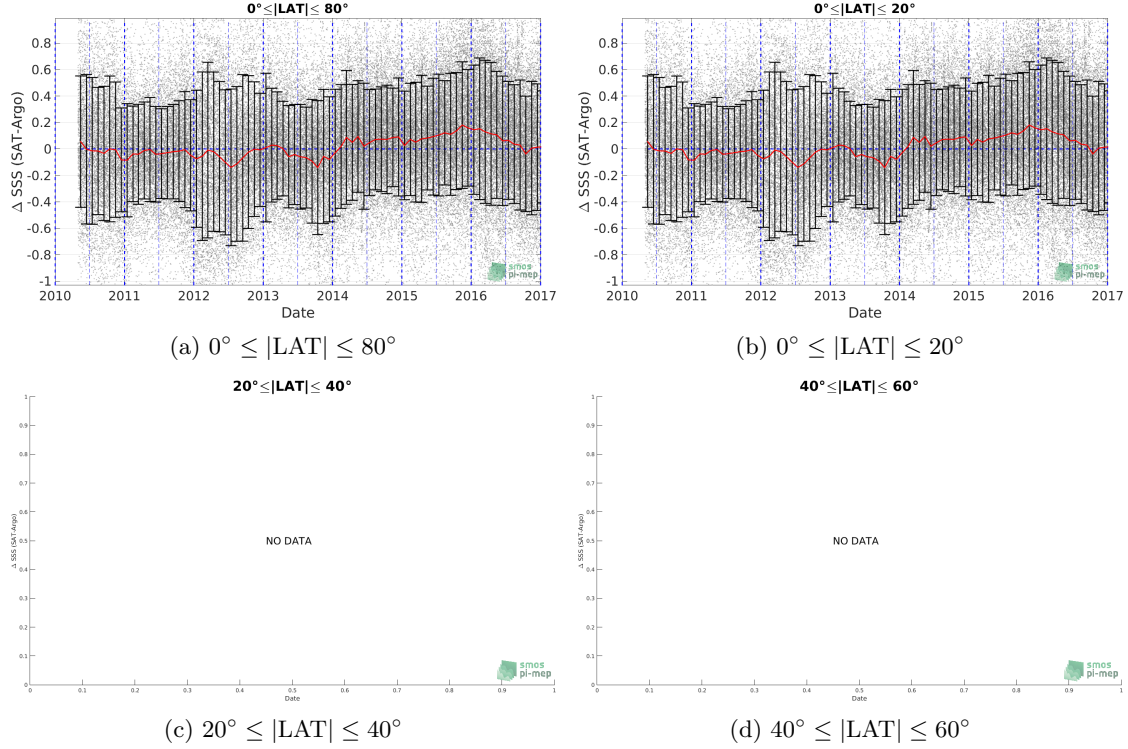 0°≤|LAT|≤ 80°
Δ SSS (SAT-Argo)
0.8
0.6
0.4
0.2
0
-0.2
-0.4
-0.6
-0.8
-1
2010 2011 2012 2013 2014 2015 2016 2017
Date
smos
pi-mep
(a) 0° ≤ |LAT| ≤ 80°
0°≤|LAT|≤ 20°
Δ SSS (SAT-Argo)
0.8
0.6
0.4
0.2
0
-0.2
-0.4
-0.6
-0.8
-1
2010 2011 2012 2013 2014 2015 2016 2017
Date
smos
pi-mep
(b) 0° ≤ |LAT| ≤ 20°
20°≤|LAT|≤ 40°
Δ SSS (SAT-Argo)
1
0.9
0.8
0.7
0.6
0.5
0.4
0.3
0.2
0.1
0
NO DATA
0 0.1 0.2 0.3 0.4 0.5 0.6 0.7 0.8 0.9 1
Date
smos
pi-mep
(c) 20° ≤ |LAT| ≤ 40°
40°≤|LAT|≤ 60°
Δ SSS (SAT-Argo)
1
0.9
0.8
0.7
0.6
0.5
0.4
0.3
0.2
0.1
0
NO DATA
0 0.1 0.2 0.3 0.4 0.5 0.6 0.7 0.8 0.9 1
Date
smos
pi-mep
(d) 40° ≤ |LAT| ≤ 60°